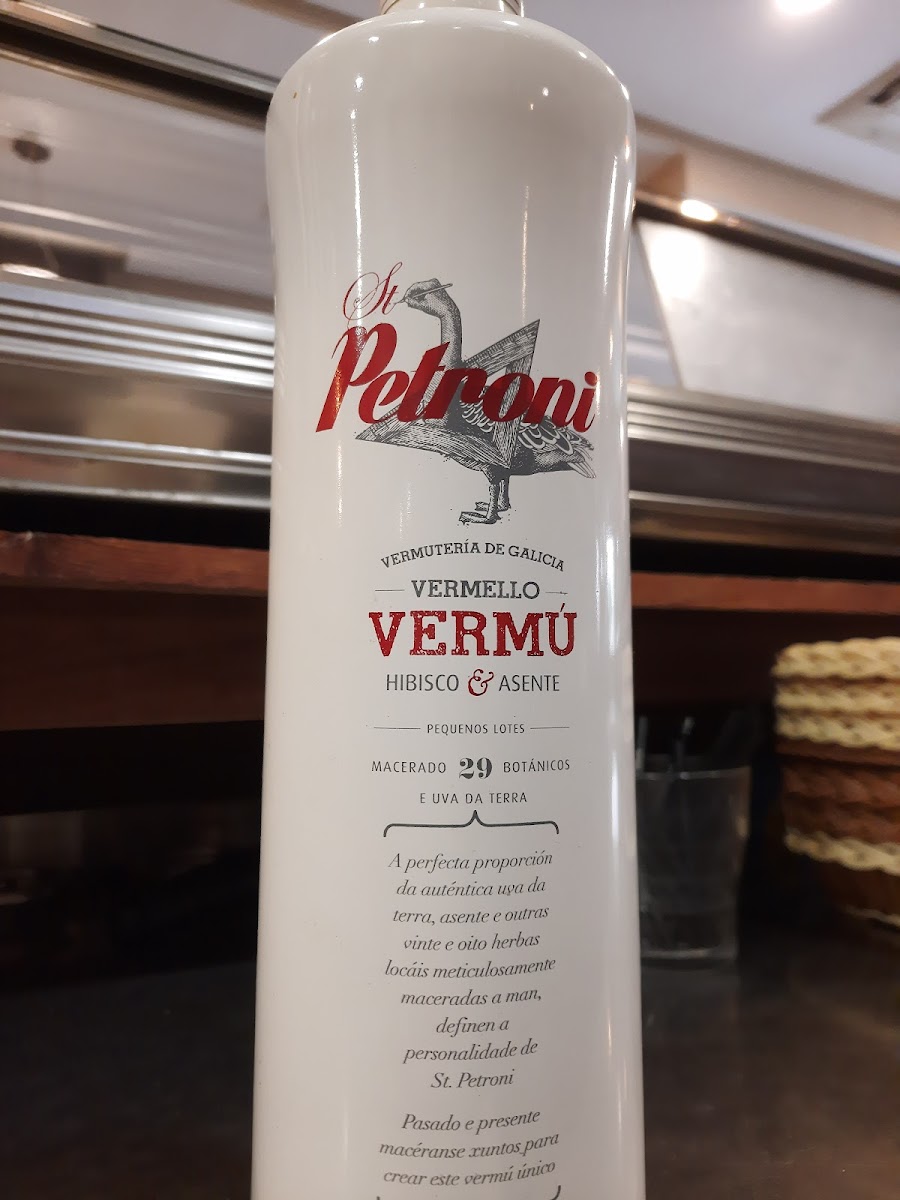 St
Petroni
VERMUTERÍA DE GALICIA
VERMELLO
VERMÚ
HIBISCO & ASENTE
PEQUENOS LOTES
MACERADO 29 BOTÁNICOS
E UVA DA TERRA
A perfecta proporción
da auténtica uva da
terra, asente e outras
vinte e oito herbas
locáis meticulosamente
maceradas a man,
definen a
personalidade de
St. Petroni
Pasado e presente
macéranse xuntos para
crear este vermú único